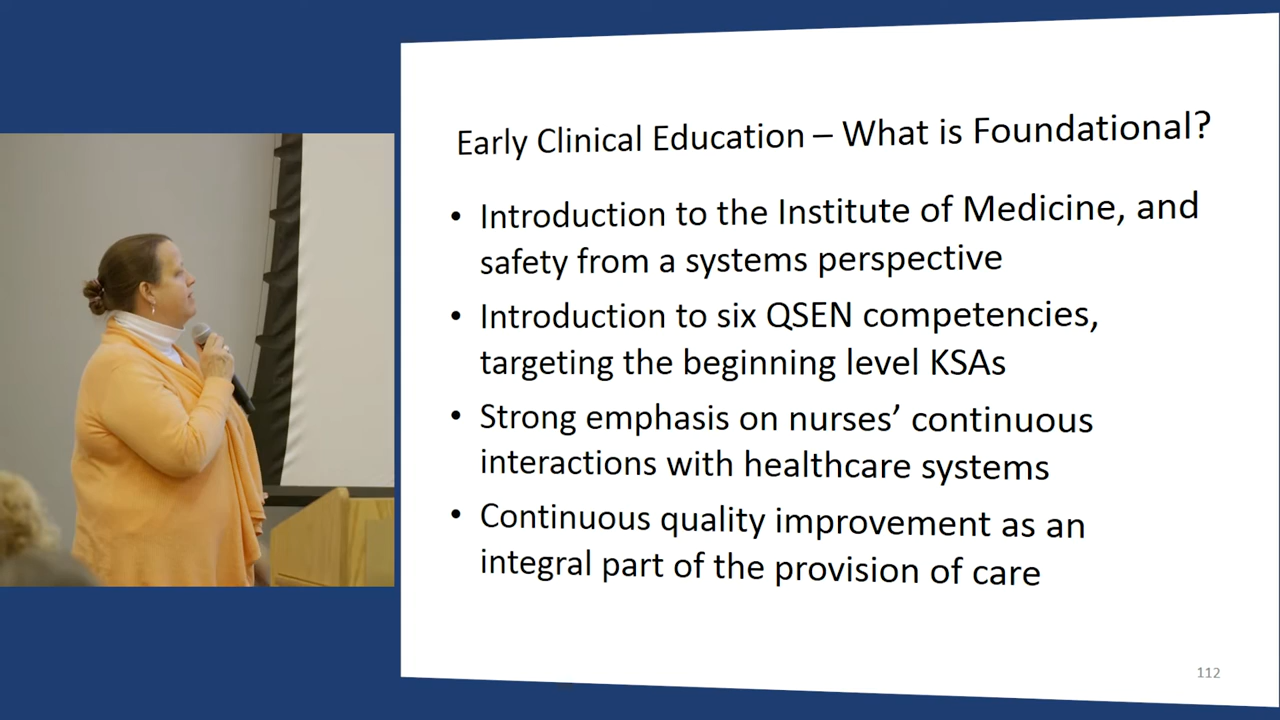 Early Clinical Education – What is Foundational?
• Introduction to the Institute of Medicine, and
safety from a systems perspective
• Introduction to six QSEN competencies,
targeting the beginning level KSAs
• Strong emphasis on nurses’ continuous
interactions with healthcare systems
• Continuous quality improvement as an
integral part of the provision of care
112